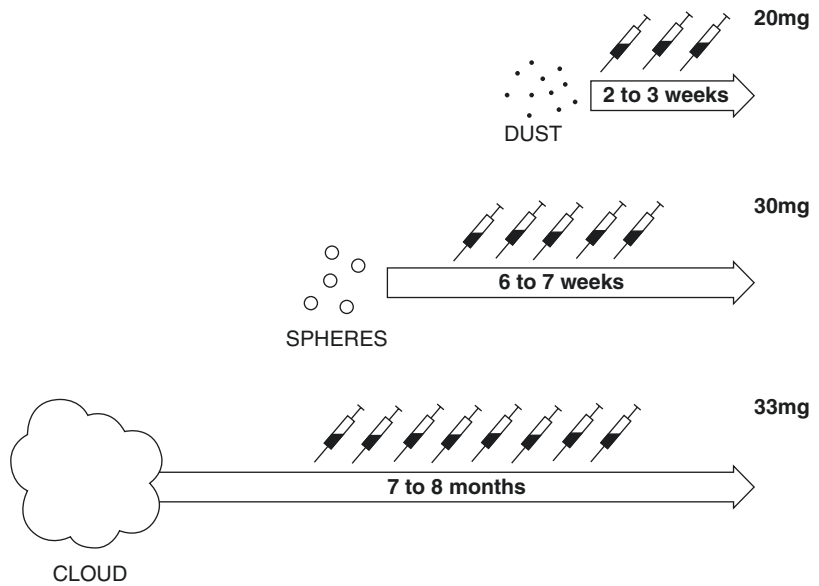 20mg
2 to 3 weeks
DUST
30mg
6 to 7 weeks
SPHERES
33mg
7 to 8 months
CLOUD